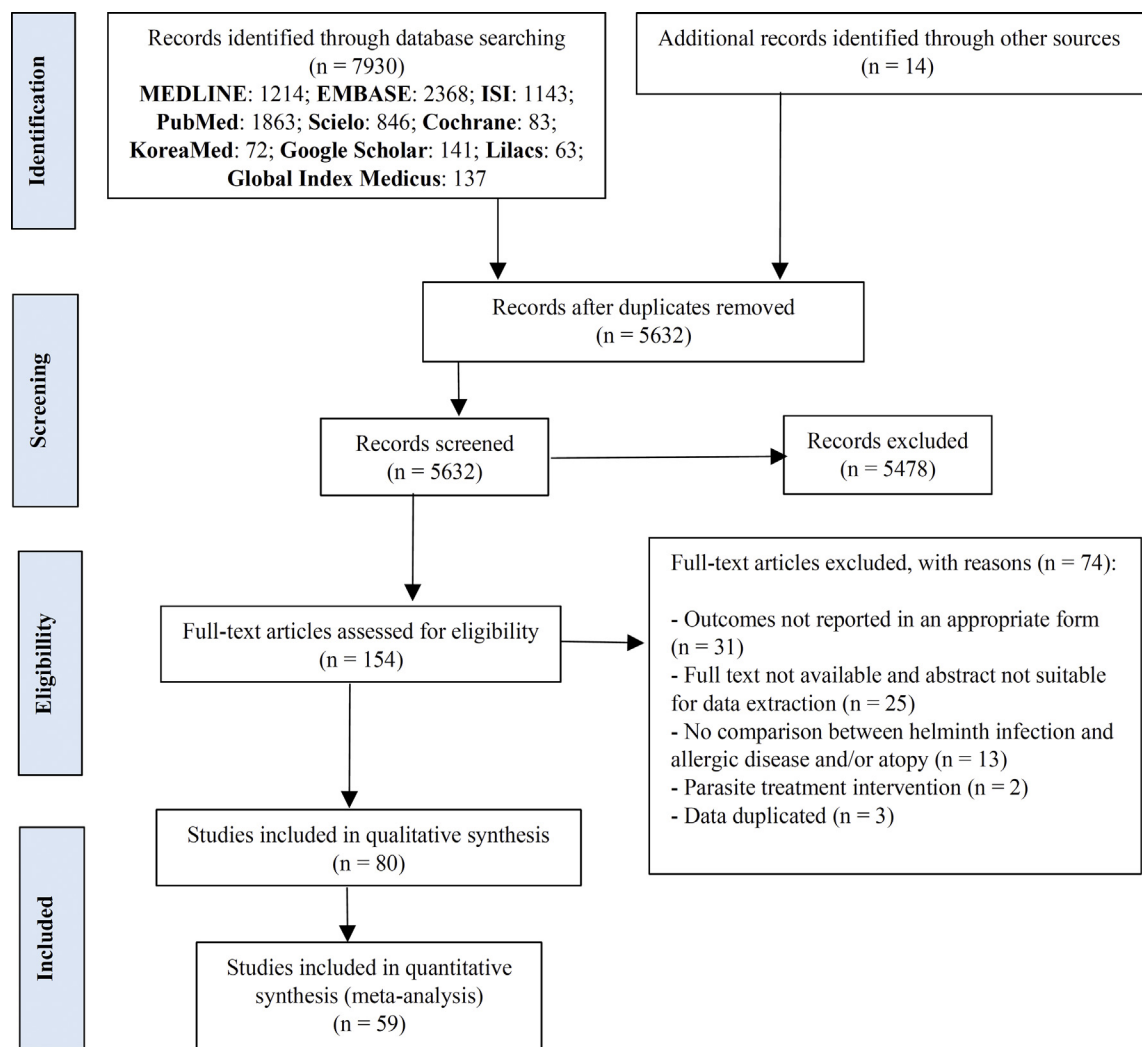 Identification
Records identified through database searching
(n = 7930)
MEDLINE: 1214; EMBASE: 2368; ISI: 1143;
PubMed: 1863; Scielo: 846; Cochrane: 83;
KoreaMed: 72; Google Scholar: 141; Lilacs: 63;
Global Index Medicus: 137
Additional records identified through other sources
(n = 14)
Screening
Records after duplicates removed
(n = 5632)
Records screened
(n = 5632)
Records excluded
(n = 5478)
Eligibility
Full-text articles assessed for eligibility
(n = 154)
Full-text articles excluded, with reasons (n = 74):
- Outcomes not reported in an appropriate form
(n = 31)
- Full text not available and abstract not suitable
for data extraction (n = 25)
- No comparison between helminth infection and
allergic disease and/or atopy (n = 13)
- Parasite treatment intervention (n = 2)
- Data duplicated (n = 3)
Included
Studies included in qualitative synthesis
(n = 80)
Studies included in quantitative
synthesis (meta-analysis)
(n = 59)